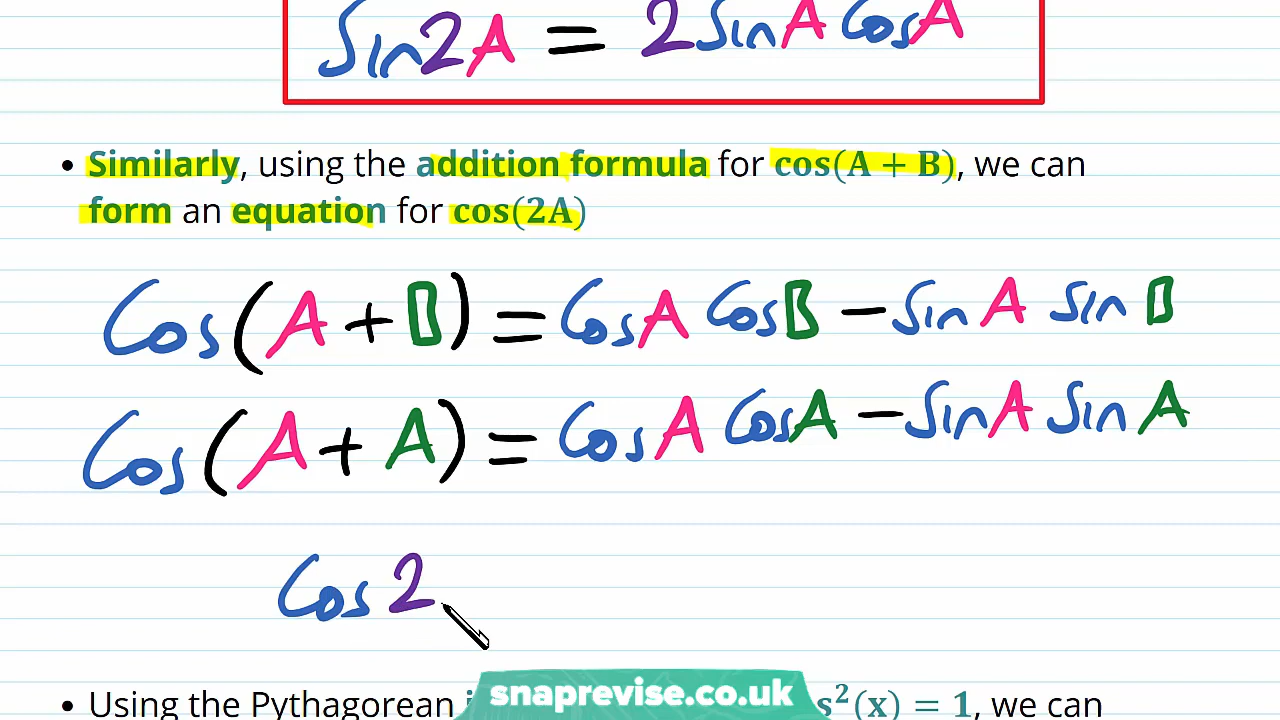 Sin2A = 2SinA CosA
• Similarly, using the addition formula for cos(A + B), we can
form an equation for cos(2A)
Cos(A + B) = CosA CosB – SinA SinB
Cos(A + A) = CosA CosA – SinA SinA
Cos 2
• Using the Pythagorean s²(x) = 1, we can
snaprevise.co.uk